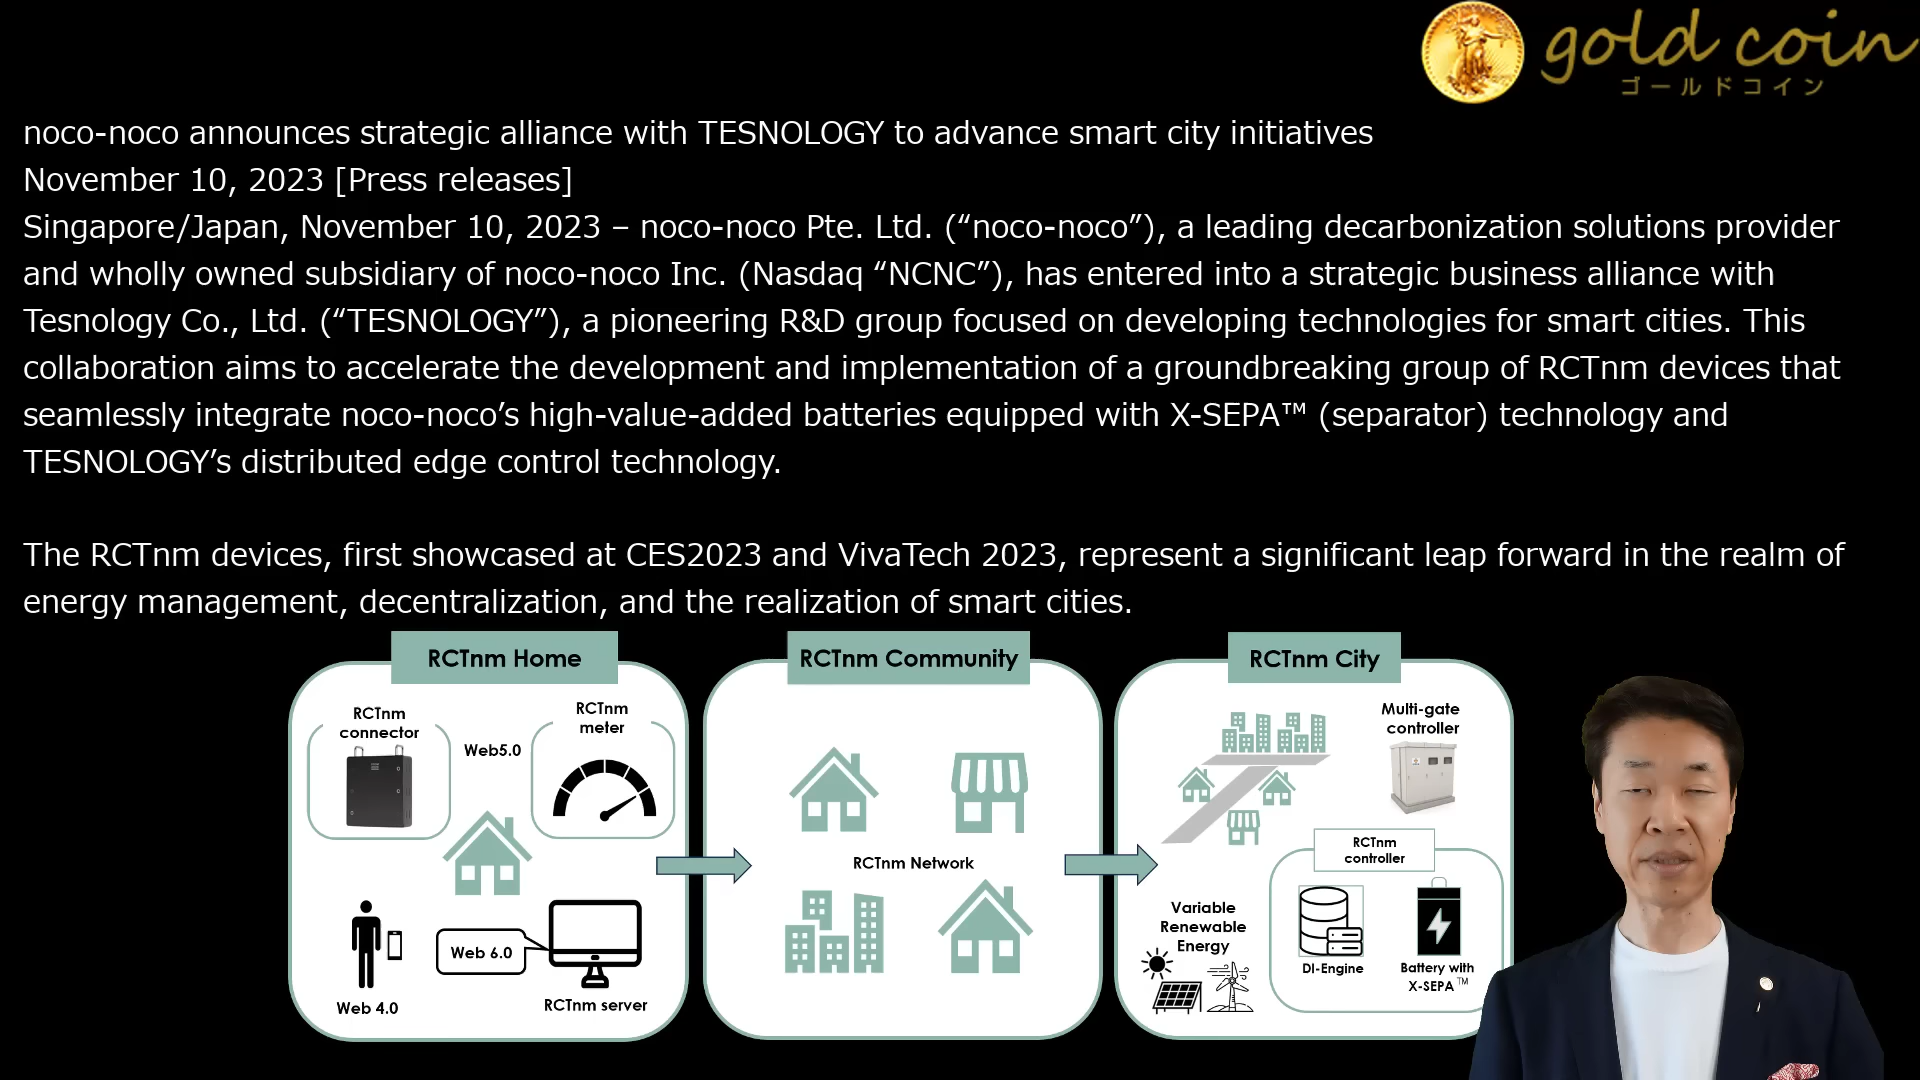 gold coin
ゴールドコイン
noco-noco announces strategic alliance with TESNOLOGY to advance smart city initiatives
November 10, 2023 [Press releases]
Singapore/Japan, November 10, 2023 – noco-noco Pte. Ltd. (“noco-noco”), a leading decarbonization solutions provider
and wholly owned subsidiary of noco-noco Inc. (Nasdaq “NCNC”), has entered into a strategic business alliance with
Tesnology Co., Ltd. (“TESNOLOGY”), a pioneering R&D group focused on developing technologies for smart cities. This
collaboration aims to accelerate the development and implementation of a groundbreaking group of RCTnm devices that
seamlessly integrate noco-noco’s high-value-added batteries equipped with X-SEPA™ (separator) technology and
TESNOLOGY’s distributed edge control technology.
The RCTnm devices, first showcased at CES2023 and VivaTech 2023, represent a significant leap forward in the realm of
energy management, decentralization, and the realization of smart cities.
RCTnm Home
RCTnm
connector
Web5.0
RCTnm
meter
Web 4.0
Web 6.0
RCTnm server
RCTnm Community
RCTnm Network
RCTnm City
Multi-gate
controller
RCTnm
controller
Variable
Renewable
Energy
DI-Engine
Battery with
X-SEPA™